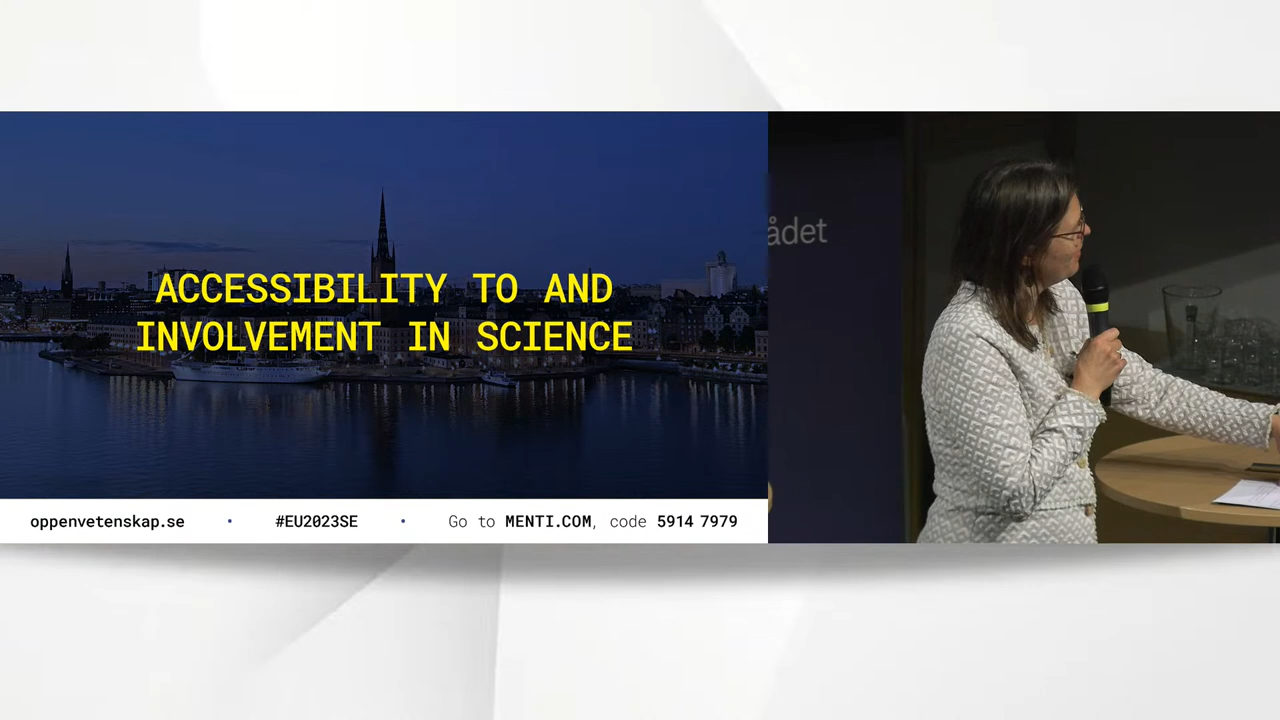 ACCESSIBILITY TO AND
INVOLVEMENT IN SCIENCE
oppenvetenskap.se • #EU2023SE • Go to MENTI.COM, code 5914 7979
ådet